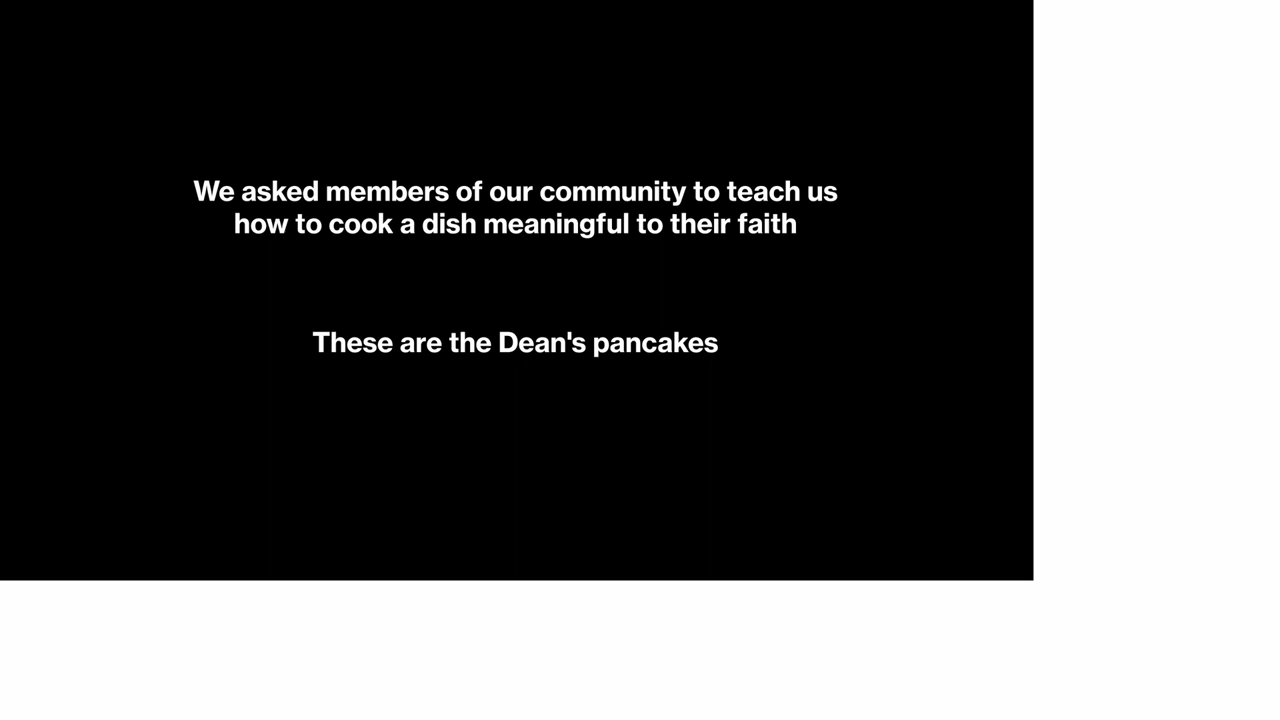 We asked members of our community to teach us
how to cook a dish meaningful to their faith
These are the Dean's pancakes